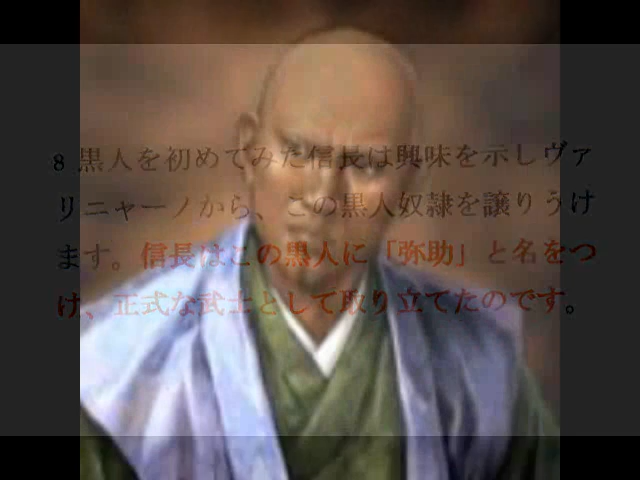 8 黒人を初めてみた信長は興味を示しヴァ
リニャーノから、この黒人奴隷を譲りうけ
ます。信長はこの黒人に「弥助」と名をつ
け、正式な武士として取り立てたのです。